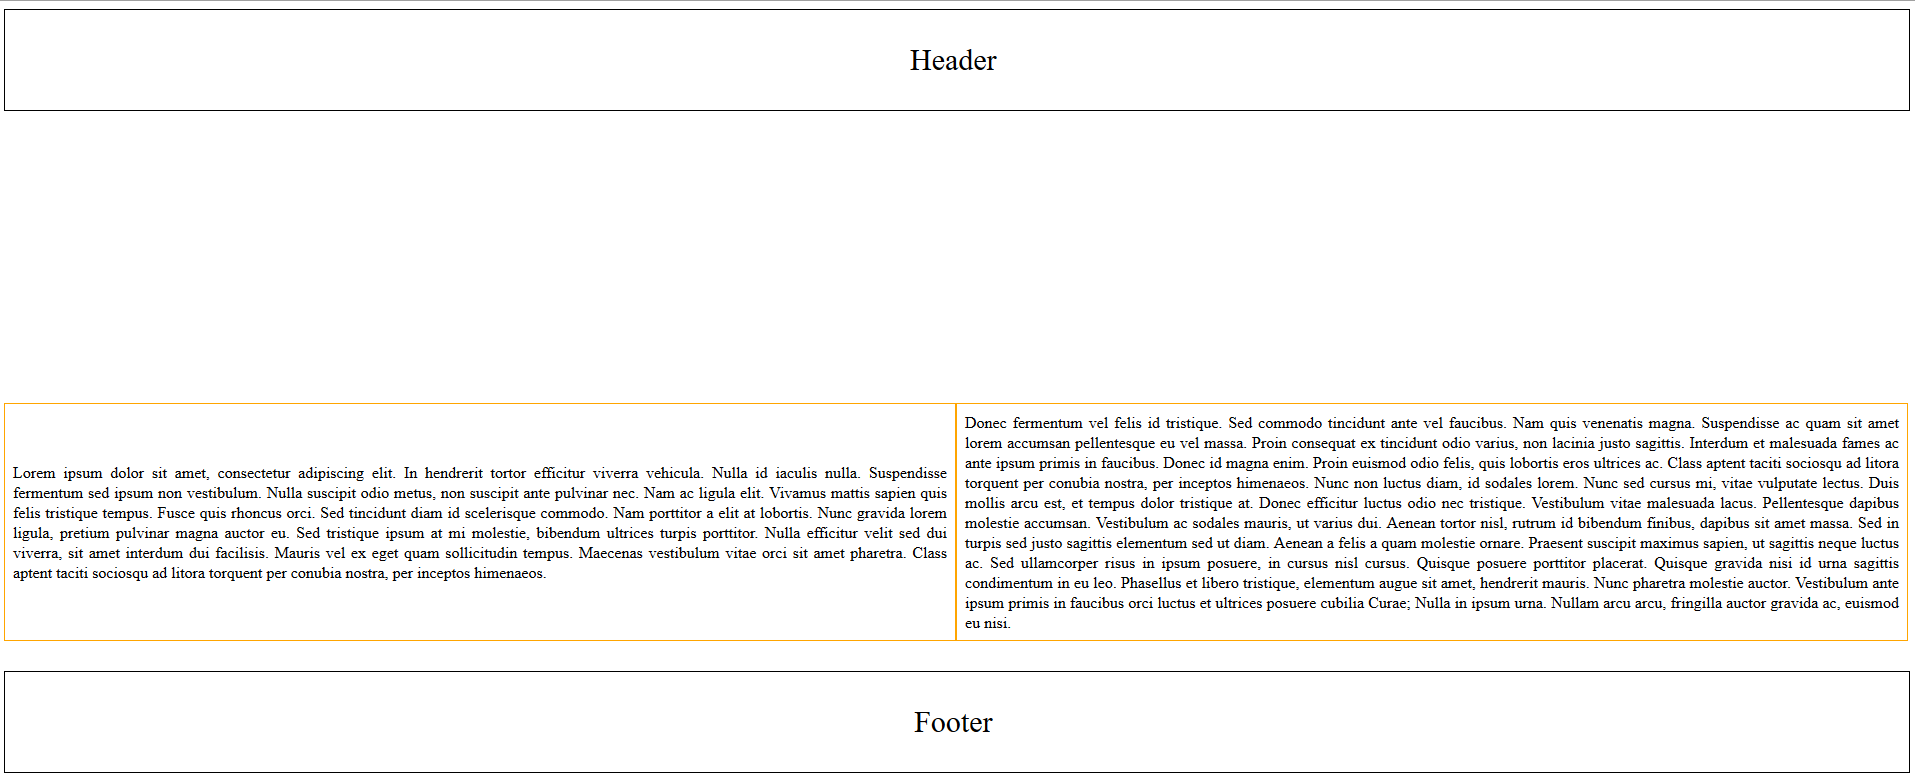 Header
Lorem ipsum dolor sit amet, consectetur adipiscing elit. In hendrerit tortor efficitur viverra vehicula. Nulla id iaculis nulla. Suspendisse
fermentum sed ipsum non vestibulum. Nulla suscipit odio metus, non suscipit ante pulvinar nec. Nam ac ligula elit. Vivamus mattis sapien quis
felis tristique tempus. Fusce quis rhoncus orci. Sed tincidunt diam id scelerisque commodo. Nam porttitor a elit at lobortis. Nunc gravida lorem
ligula, pretium pulvinar magna auctor eu. Sed tristique ipsum at mi molestie, bibendum ultrices turpis porttitor. Nulla efficitur velit sed dui
viverra, sit amet interdum dui facilisis. Mauris vel ex eget quam sollicitudin tempus. Maecenas vestibulum vitae orci sit amet pharetra. Class
aptent taciti sociosqu ad litora torquent per conubia nostra, per inceptos himenaeos.
Donec fermentum vel felis id tristique. Sed commodo tincidunt ante vel faucibus. Nam quis venenatis magna. Suspendisse ac quam sit amet
lorem accumsan pellentesque eu vel massa. Proin consequat ex tincidunt odio varius, non lacinia justo sagittis. Interdum et malesuada fames ac
ante ipsum primis in faucibus. Donec id magna enim. Proin euismod odio felis, quis lobortis eros ultrices ac. Class aptent taciti sociosqu ad litora
torquent per conubia nostra, per inceptos himenaeos. Nunc non luctus diam, id sodales lorem. Nunc sed cursus mi, vitae vulputate lectus. Duis
mollis arcu est, et tempus dolor tristique at. Donec efficitur luctus odio nec tristique. Vestibulum vitae malesuada lacus. Pellentesque dapibus
molestie accumsan. Vestibulum ac sodales mauris, ut varius dui. Aenean tortor nisl, rutrum id bibendum finibus, dapibus sit amet massa. Sed in
turpis sed justo sagittis elementum sed ut diam. Aenean a felis a quam molestie ornare. Praesent suscipit maximus sapien, ut sagittis neque luctus
ac. Sed ullamcorper risus in ipsum posuere, in cursus nisl cursus. Quisque posuere porttitor placerat. Quisque gravida nisi id urna sagittis
condimentum in eu leo. Phasellus et libero tristique, elementum augue sit amet, hendrerit mauris. Nunc pharetra molestie auctor. Vestibulum ante
ipsum primis in faucibus orci luctus et ultrices posuere cubilia Curae; Nulla in ipsum urna. Nullam arcu arcu, fringilla auctor gravida ac, euismod
eu nisi.
Footer